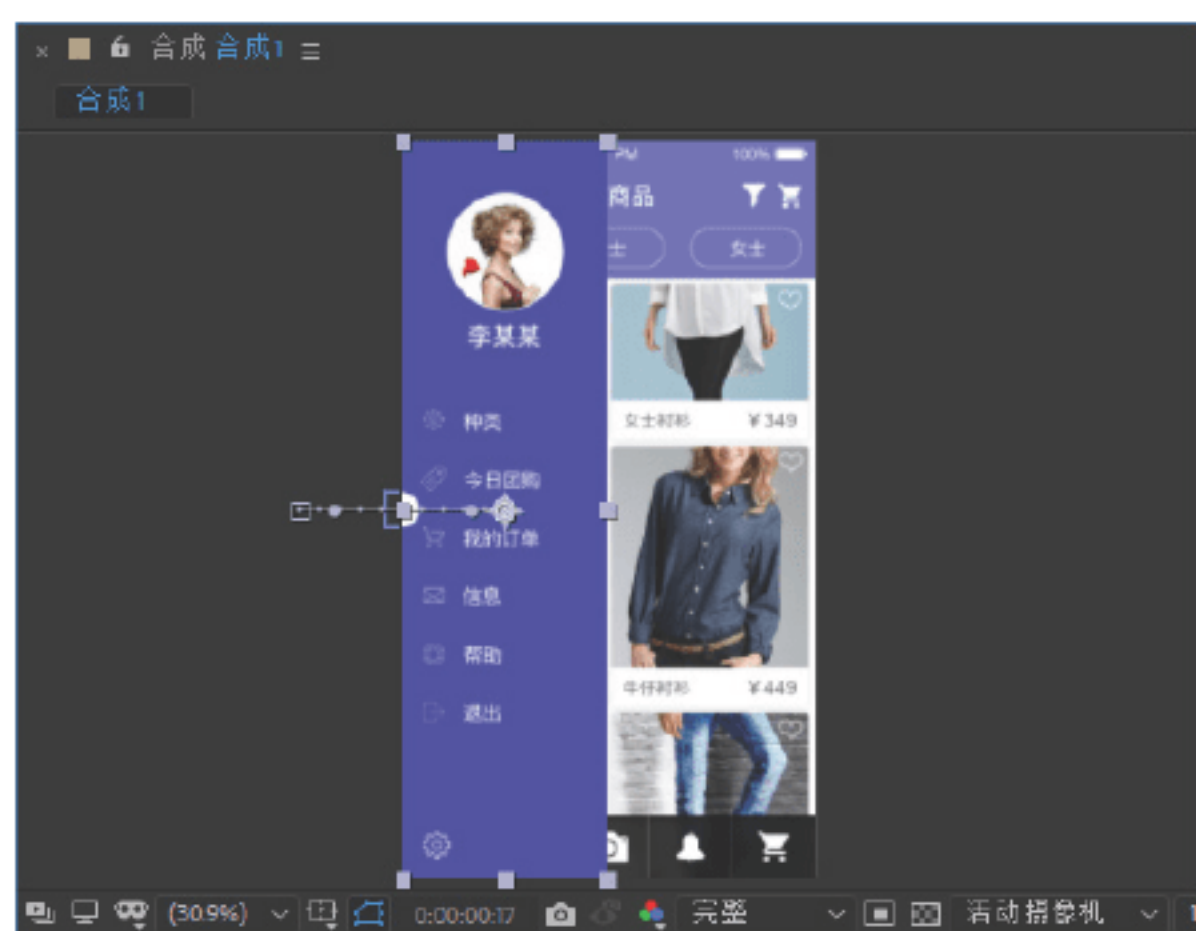 合成 合成1
合成1
PM 100%
商品
士 女士
李某某
女士衬衫 ¥349
种类
今日团购
我的订单
信息
帮助
牛仔衬衫 ¥449
退出
(30.9%) 0:00:00:17 完整 活动摄像机